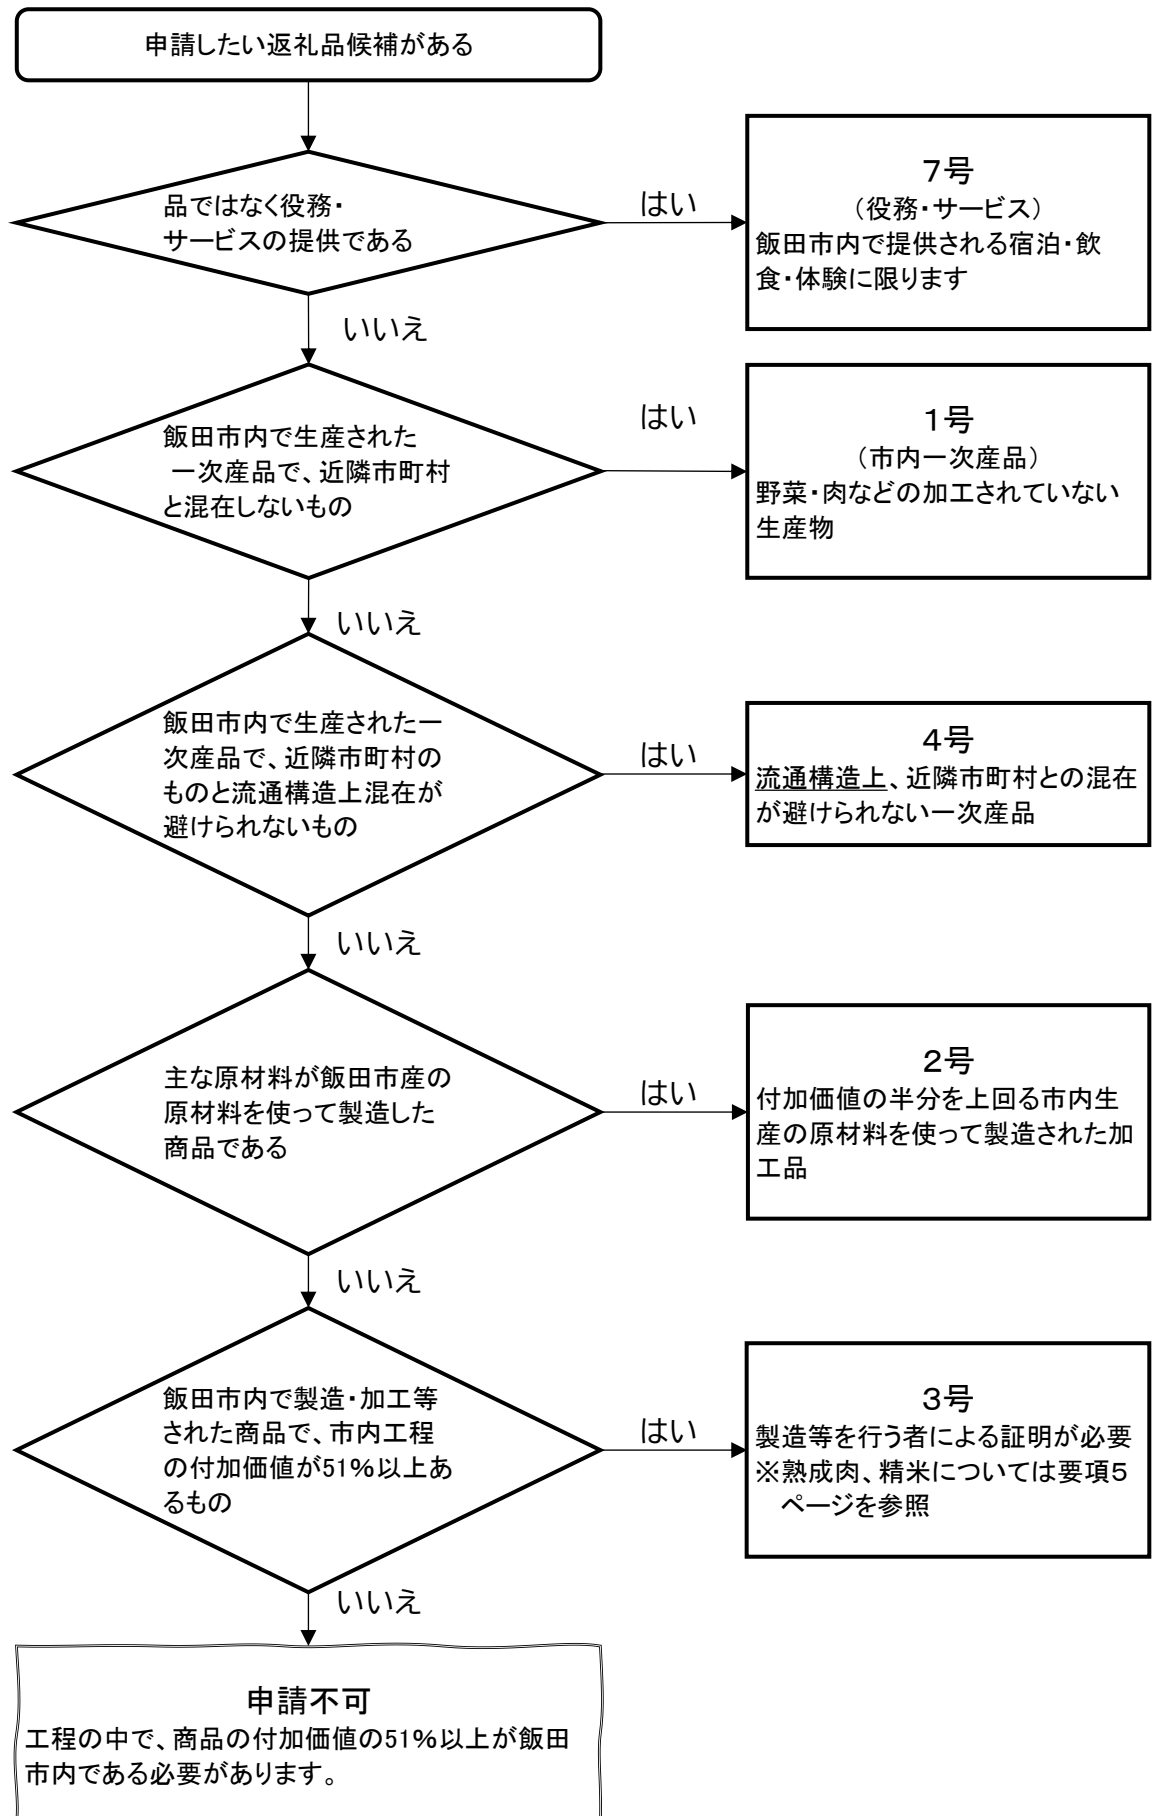 申請したい返礼品候補がある
品ではなく役務・
サービスの提供である
はい
7号
（役務・サービス）
飯田市内で提供される宿泊・飲
食・体験に限ります
いいえ
飯田市内で生産された
一次産品で、近隣市町村
と混在しないもの
はい
1号
（市内一次産品）
野菜・肉などの加工されていない
生産物
いいえ
飯田市内で生産された一
次産品で、近隣市町村の
ものと流通構造上混在が
避けられないもの
はい
4号
流通構造上、近隣市町村との混在
が避けられない一次産品
いいえ
主な原材料が飯田市産の
原材料を使って製造した
商品である
はい
2号
付加価値の半分を上回る市内生
産の原材料を使って製造された加
工品
いいえ
飯田市内で製造・加工等
された商品で、市内工程
の付加価値が51%以上あ
るもの
はい
3号
製造等を行う者による証明が必要
※熟成肉、精米については要項5
ページを参照
いいえ
申請不可
工程の中で、商品の付加価値の51%以上が飯田
市内である必要があります。